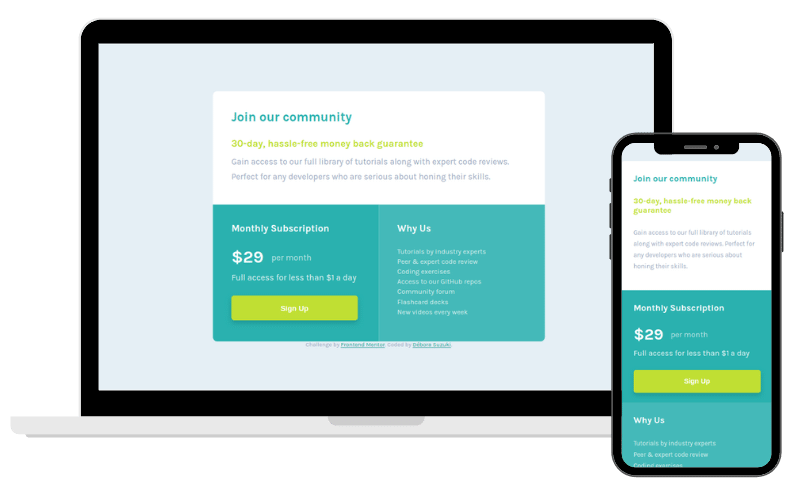 Join our community
30-day, hassle-free money back guarantee
Gain access to our full library of tutorials along with expert code reviews.
Perfect for any developers who are serious about honing their skills.
Monthly Subscription
$29 per month
Full access for less than $1 a day
Sign Up
Why Us
Tutorials by industry experts
Peer & expert code review
Coding exercises
Access to our GitHub repos
Community forum
Flashcard decks
New videos every week
Challenge by Frontend Mentor. Coded by Débora Suzuki.
Join our community
30-day, hassle-free money back
guarantee
Gain access to our full library of tutorials
along with expert code reviews. Perfect for
any developers who are serious about
honing their skills.
Monthly Subscription
$29 per month
Full access for less than $1 a day
Sign Up
Why Us
Tutorials by industry experts
Peer & expert code review
Coding exercises